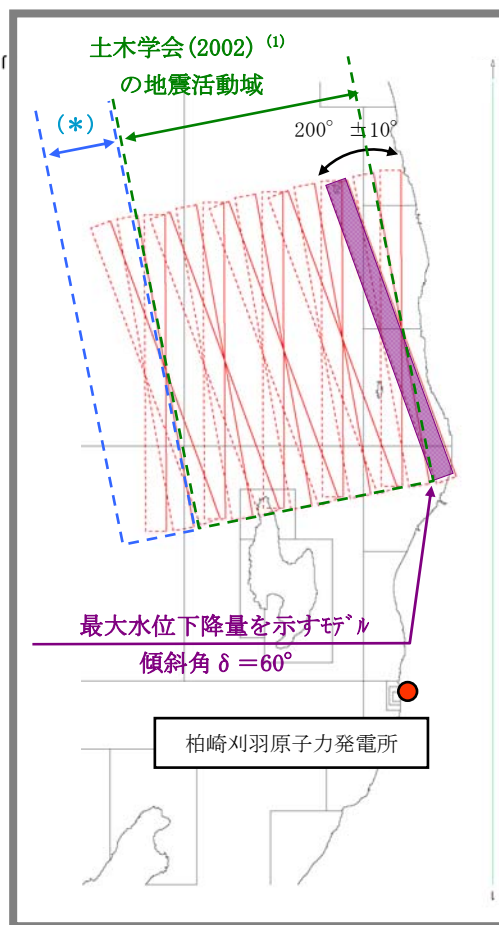 土木学会(2002)⁽¹⁾
の地震活動域
(*)
200° ±10°
最大水位下降量を示すﾓﾃﾞﾙ
傾斜角δ=60°
柏崎刈羽原子力発電所